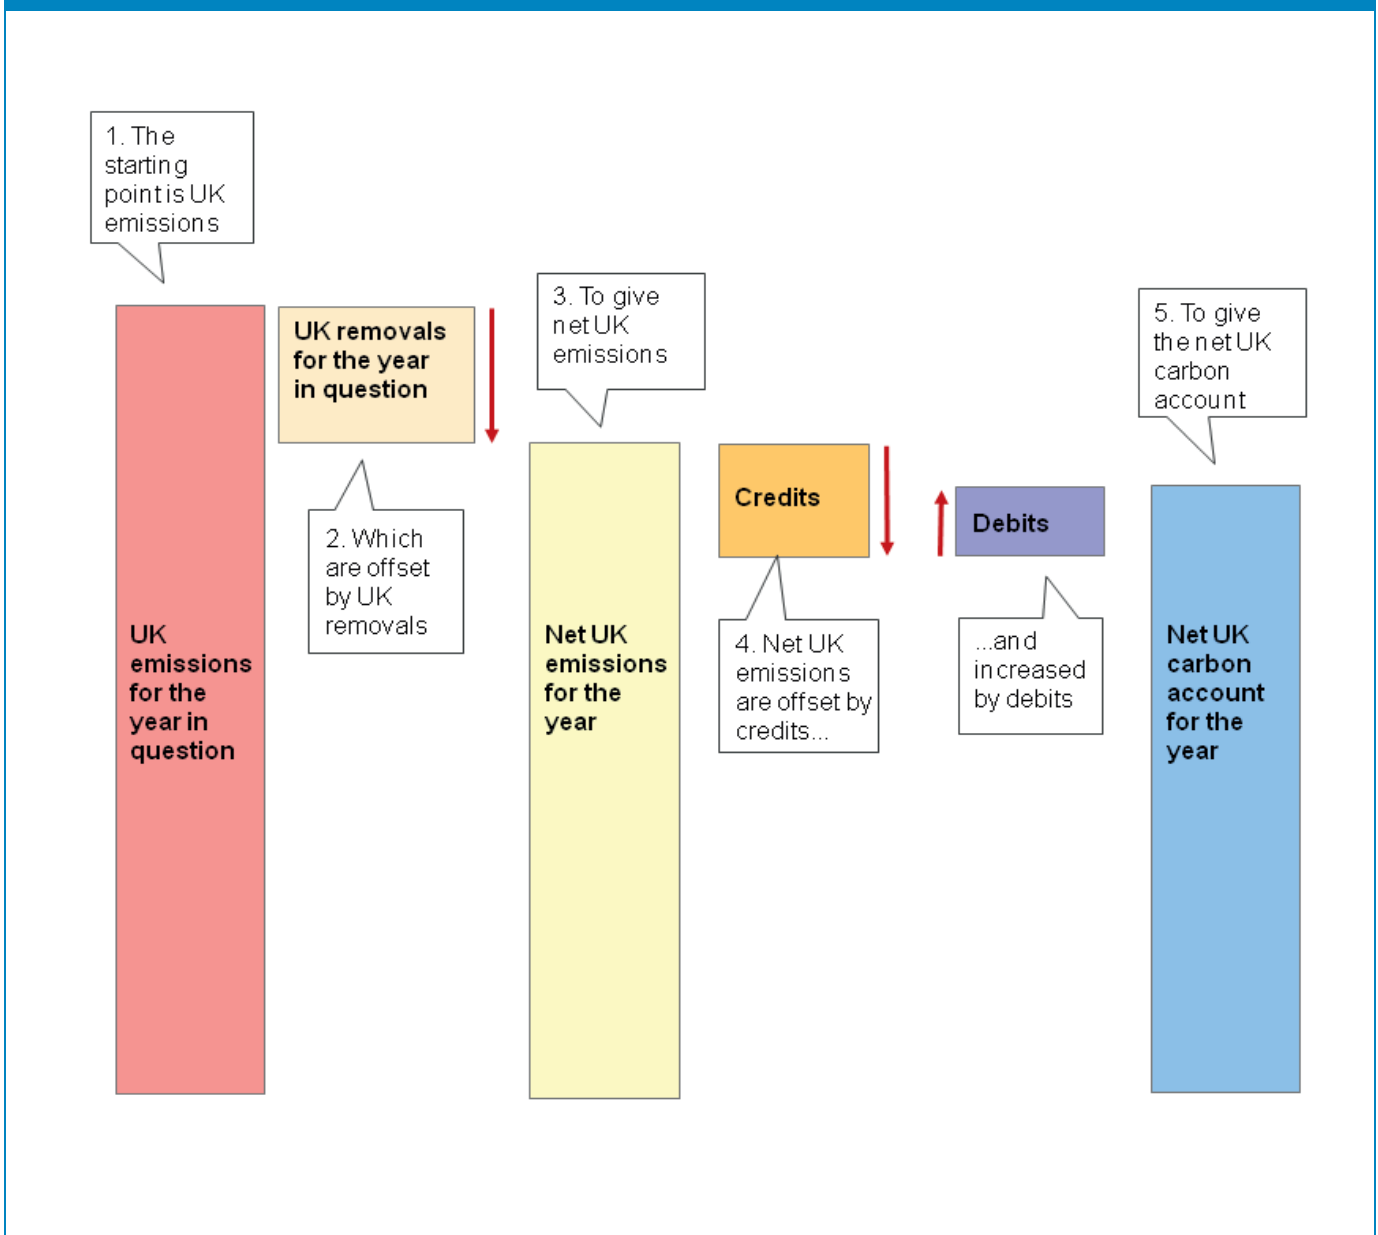 1. The
starting
point is UK
emissions
UK removals
for the year
in question
2. Which
are offset
by UK
removals
3. To give
net UK
emissions
5. To give
the net UK
carbon
account
Credits
Debits
UK
emissions
for the
year in
question
Net UK
emissions
for the
year
4. Net UK
emissions
are offset by
credits...
...and
increased
by debits
Net UK
carbon
account
for the
year